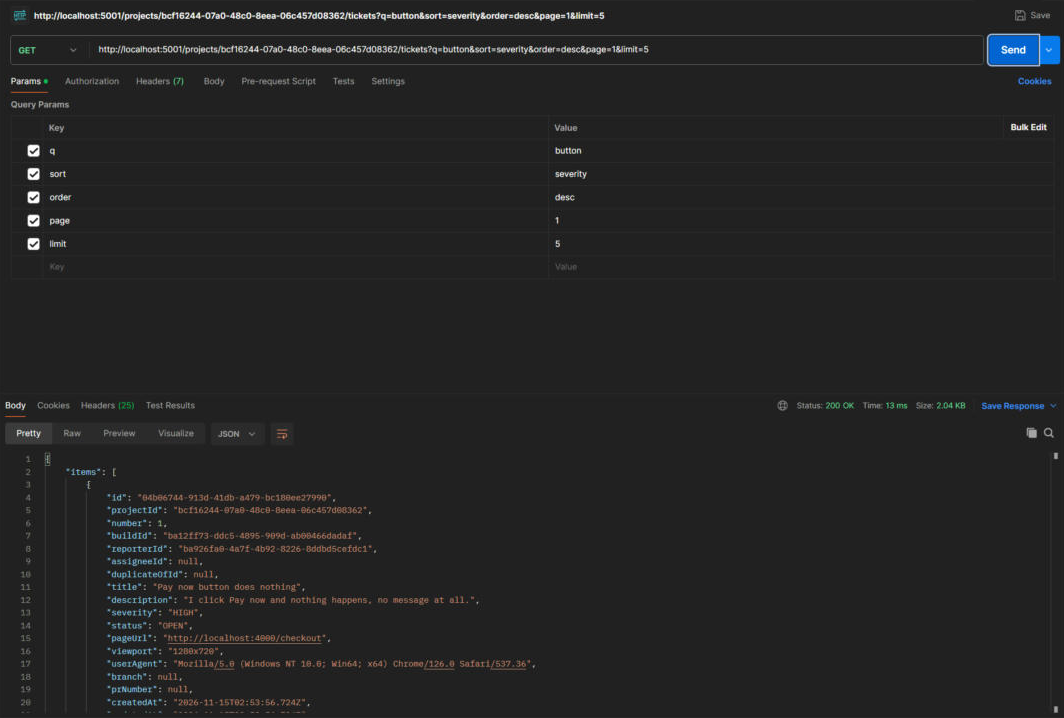 HTTP http://localhost:5001/projects/bcf16244-07a0-48c0-8eea-06c457d08362/tickets?q=button&sort=severity&order=desc&page=1&limit=5 Save
GET http://localhost:5001/projects/bcf16244-07a0-48c0-8eea-06c457d08362/tickets?q=button&sort=severity&order=desc&page=1&limit=5 Send
Params Authorization Headers (7) Body Pre-request Script Tests Settings Cookies
Query Params
Key Value Bulk Edit
q button
sort severity
order desc
page 1
limit 5
Key Value
Body Cookies Headers (25) Test Results Status: 200 OK Time: 13 ms Size: 2.04 KB Save Response
Pretty Raw Preview Visualize JSON
1 {
2 "items": [
3 {
4 "id": "04b06744-913d-41db-a479-bc180ee27990",
5 "projectId": "bcf16244-07a0-48c0-8eea-06c457d08362",
6 "number": 1,
7 "buildId": "ba12ff73-ddc5-4895-909d-ab00466dadaf",
8 "reporterId": "ba926fa0-4a7f-4b92-8226-8ddbd5cefdc1",
9 "assigneeId": null,
10 "duplicateOfId": null,
11 "title": "Pay now button does nothing",
12 "description": "I click Pay now and nothing happens, no message at all.",
13 "severity": "HIGH",
14 "status": "OPEN",
15 "pageUrl": "http://localhost:4000/checkout",
16 "viewport": "1280x720",
17 "userAgent": "Mozilla/5.0 (Windows NT 10.0; Win64; x64) Chrome/126.0 Safari/537.36",
18 "branch": null,
19 "prNumber": null,
20 "createdAt": "2026-11-15T02:53:56.724Z",